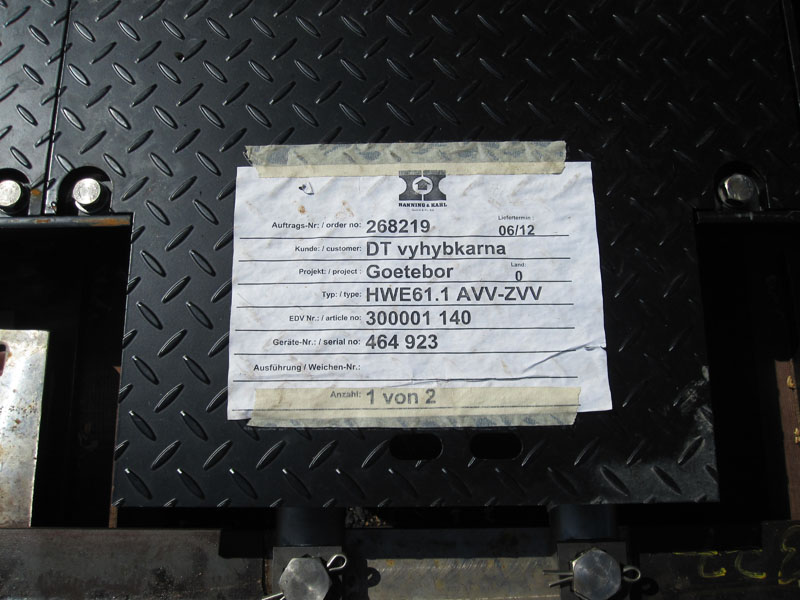 HANNING & KAHL
Auftrags-Nr: / order no: 268219 Liefertermin: 06/12
Kunde: / customer: DT vyhybkarna
Projekt: / project: Goetebor Land: 0
Typ: / type: HWE61.1 AVV-ZVV
EDV Nr.: / article no: 300001 140
Geräte-Nr.: / serial no: 464 923
Ausführung / Weichen-Nr.:
Anzahl: 1 von 2